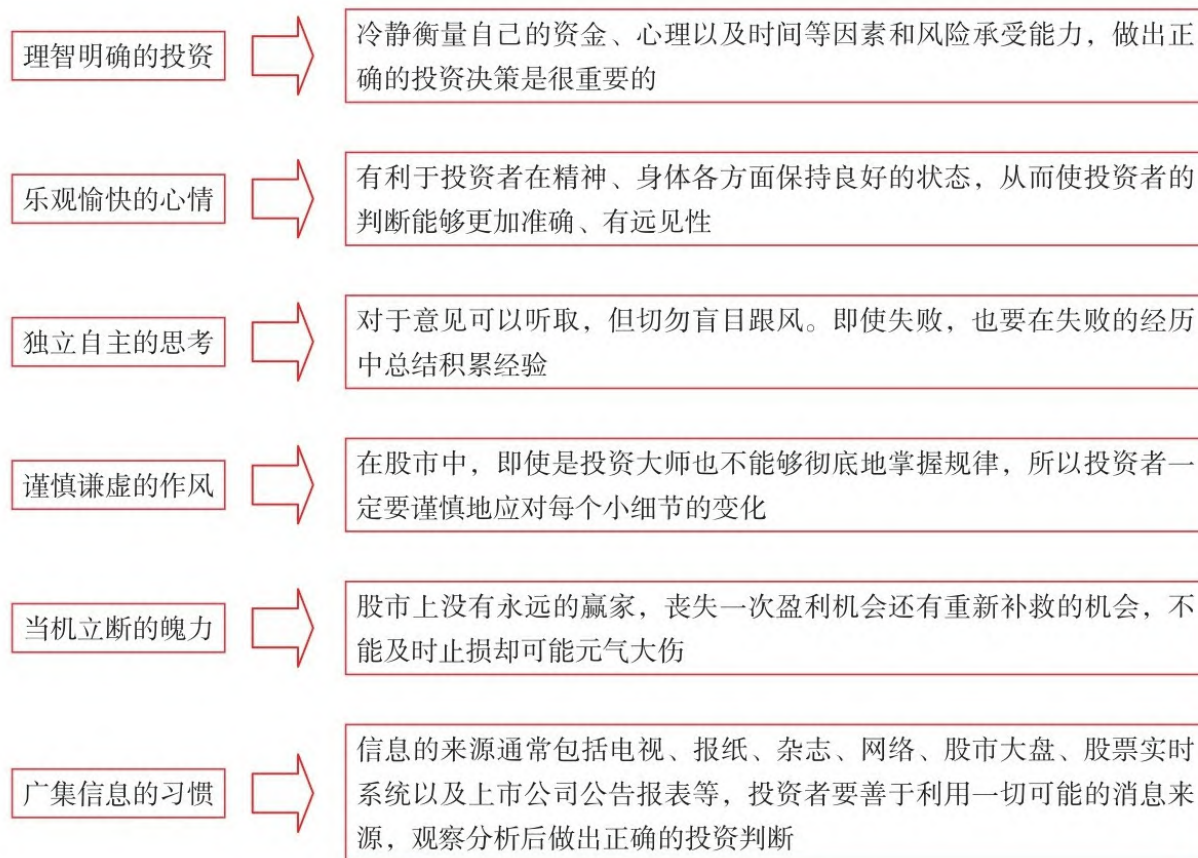 理智明确的投资
冷静衡量自己的资金、心理以及时间等因素和风险承受能力，做出正
确的投资决策是很重要的
乐观愉快的心情
有利于投资者在精神、身体各方面保持良好的状态，从而使投资者的
判断能够更加准确、有远见性
独立自主的思考
对于意见可以听取，但切勿盲目跟风。即使失败，也要在失败的经历
中总结积累经验
谨慎谦虚的作风
在股市中，即使是投资大师也不能够彻底地掌握规律，所以投资者一
定要谨慎地应对每个小细节的变化
当机立断的魄力
股市上没有永远的赢家，丧失一次盈利机会还有重新补救的机会，不
能及时止损却可能元气大伤
广集信息的习惯
信息的来源通常包括电视、报纸、杂志、网络、股市大盘、股票实时
系统以及上市公司公告报表等，投资者要善于利用一切可能的消息来
源，观察分析后做出正确的投资判断